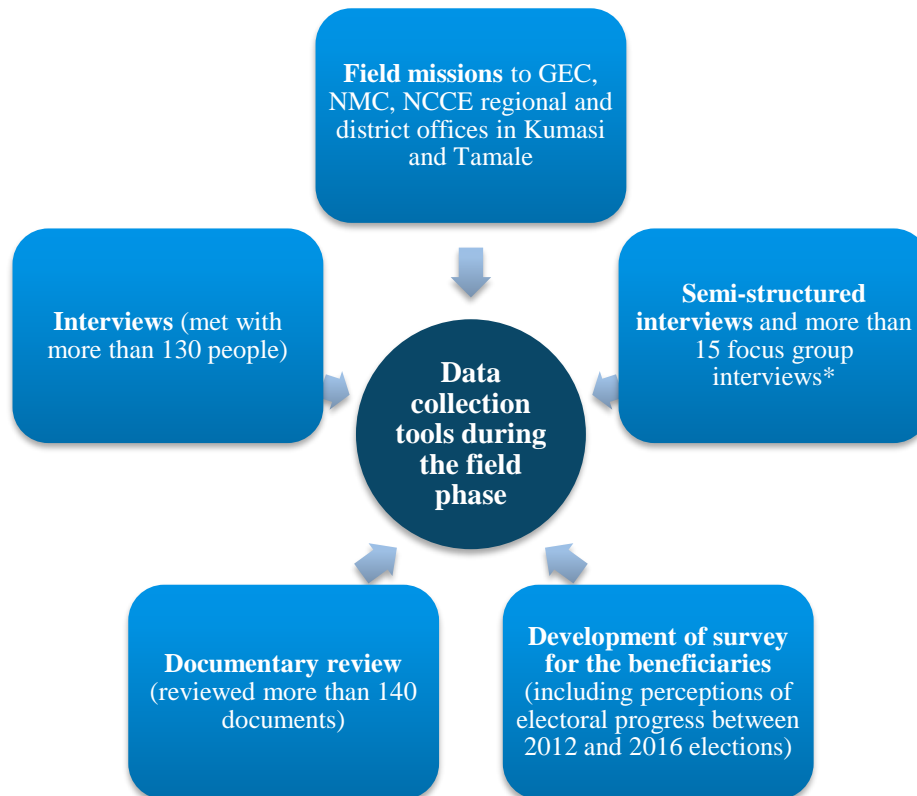 Field missions to GEC,
NMC, NCCE regional and
district offices in Kumasi
and Tamale
Interviews (met with
more than 130 people)
Semi-structured
interviews and more than
15 focus group
interviews*
Data
collection
tools during
the field
phase
Documentary review
(reviewed more than 140
documents)
Development of survey
for the beneficiaries
(including perceptions of
electoral progress between
2012 and 2016 elections)